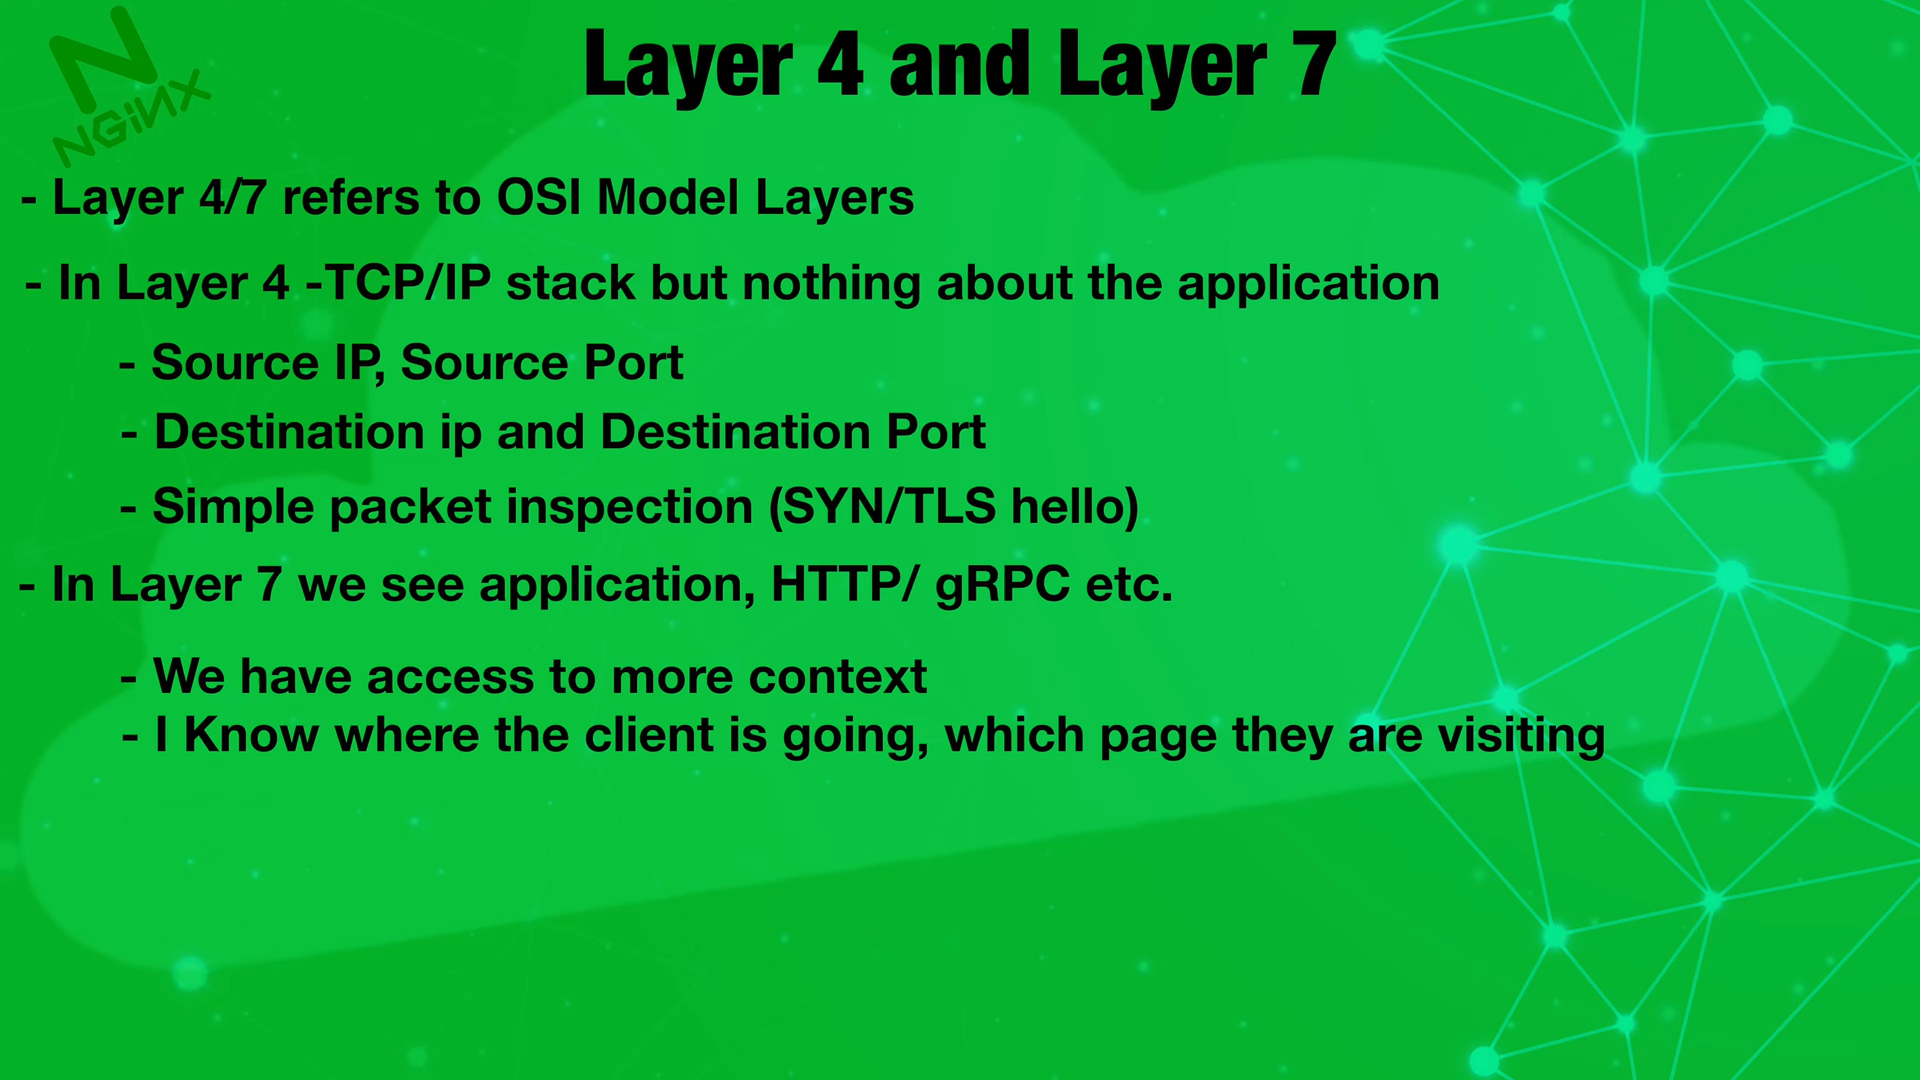 N
NGiNX
Layer 4 and Layer 7
- Layer 4/7 refers to OSI Model Layers
- In Layer 4 -TCP/IP stack but nothing about the application
- Source IP, Source Port
- Destination ip and Destination Port
- Simple packet inspection (SYN/TLS hello)
- In Layer 7 we see application, HTTP/ gRPC etc.
- We have access to more context
- I Know where the client is going, which page they are visiting